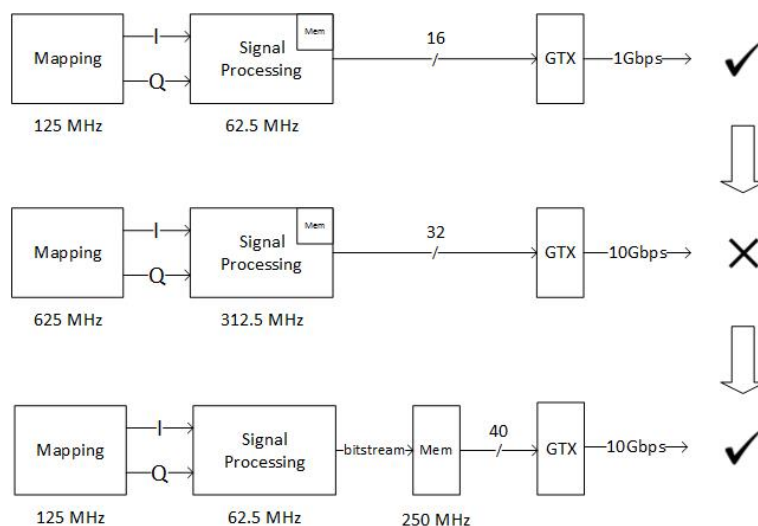 Mapping
I
Q
Signal
Processing
Mem
16
GTX
1Gbps
125 MHz
62.5 MHz
Mapping
I
Q
Signal
Processing
Mem
32
GTX
10Gbps
625 MHz
312.5 MHz
Mapping
I
Q
Signal
Processing
bitstream
Mem
40
GTX
10Gbps
125 MHz
62.5 MHz
250 MHz